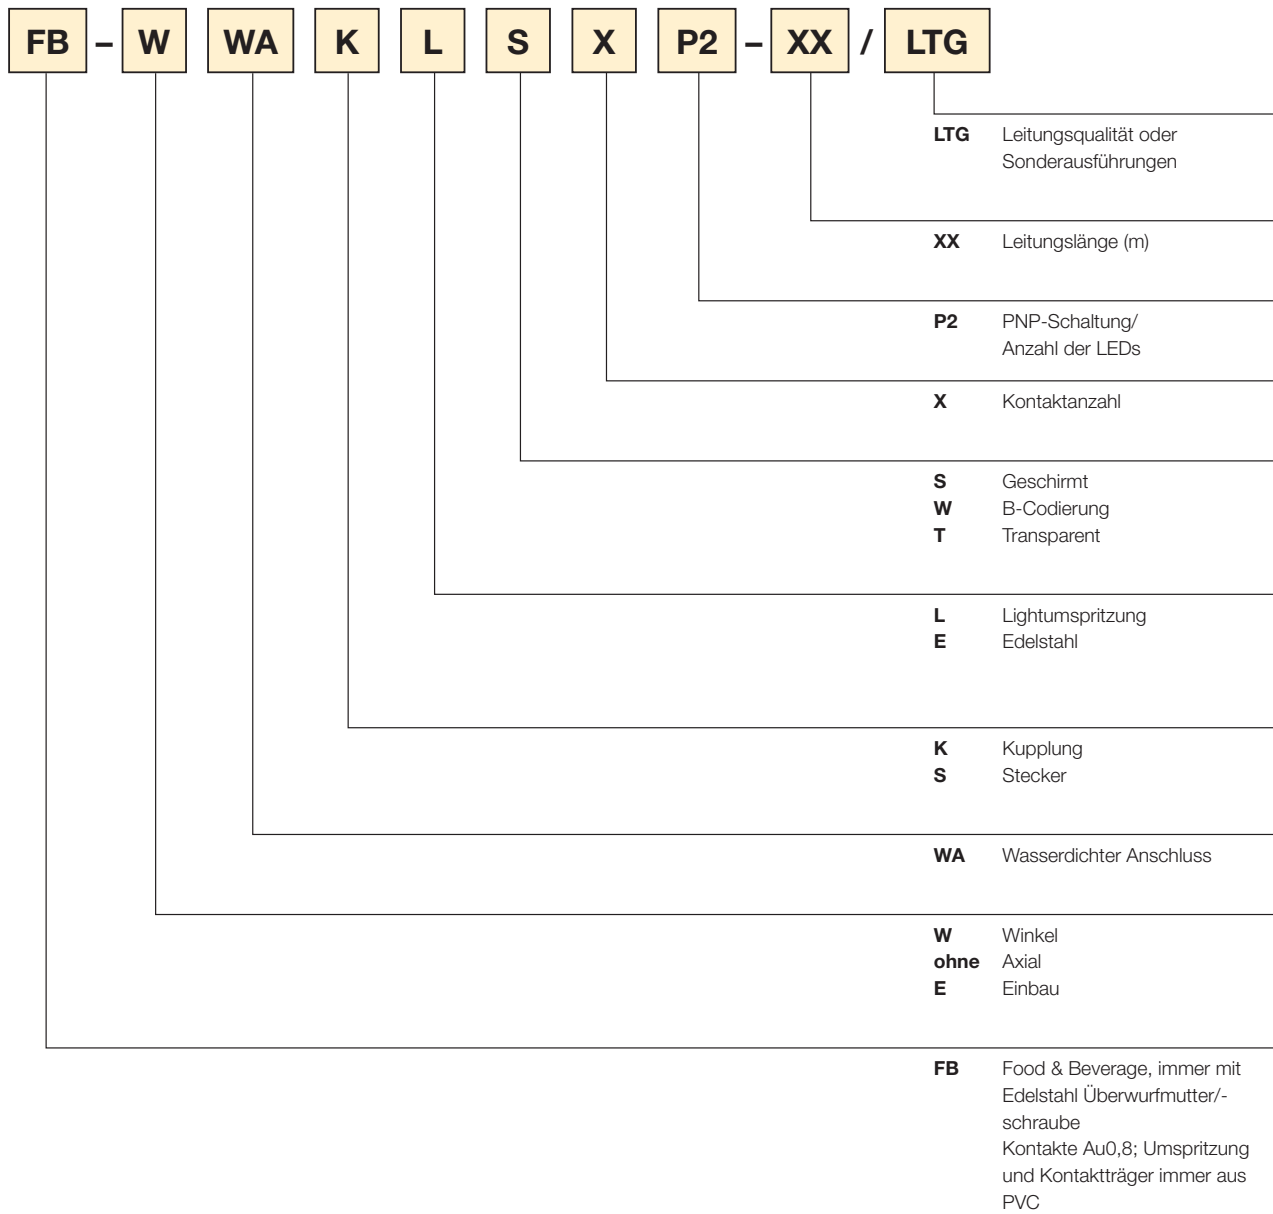 FB – W WA K L S X P2 – XX / LTG
LTG Leitungsqualität oder
Sonderausführungen
XX Leitungslänge (m)
P2 PNP-Schaltung/
Anzahl der LEDs
X Kontaktanzahl
S Geschirmt
W B-Codierung
T Transparent
L Lightumspritzung
E Edelstahl
K Kupplung
S Stecker
WA Wasserdichter Anschluss
W Winkel
ohne Axial
E Einbau
FB Food & Beverage, immer mit
Edelstahl Überwurfmutter/-
schraube
Kontakte Au0,8; Umspritzung
und Kontaktträger immer aus
PVC